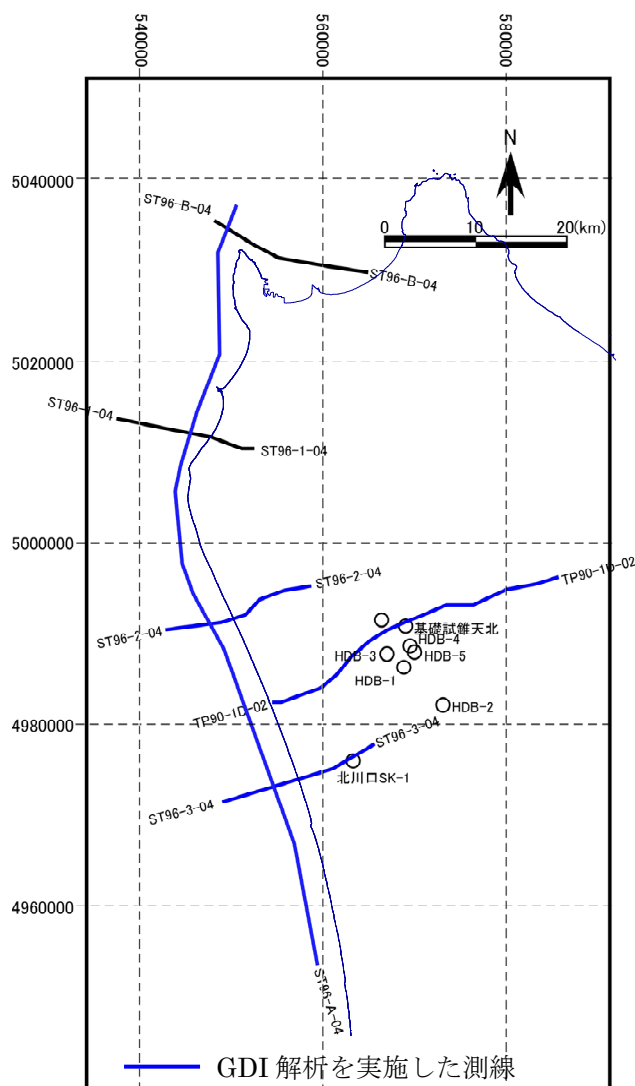 540000
560000
580000
5040000
N
ST96-B-04
0 10 20(km)
ST96-B-04
5020000
ST96-1-04
ST96-1-04
5000000
ST96-2-04
TP90-1D-02
基礎試錐天北
ST96-2-04
HDB-4
HDB-3
HDB-5
HDB-1
TP90-1D-02
HDB-2
4980000
ST96-3-04
北川口SK-1
ST96-3-04
4960000
ST96-A-04
GDI 解析を実施した測線